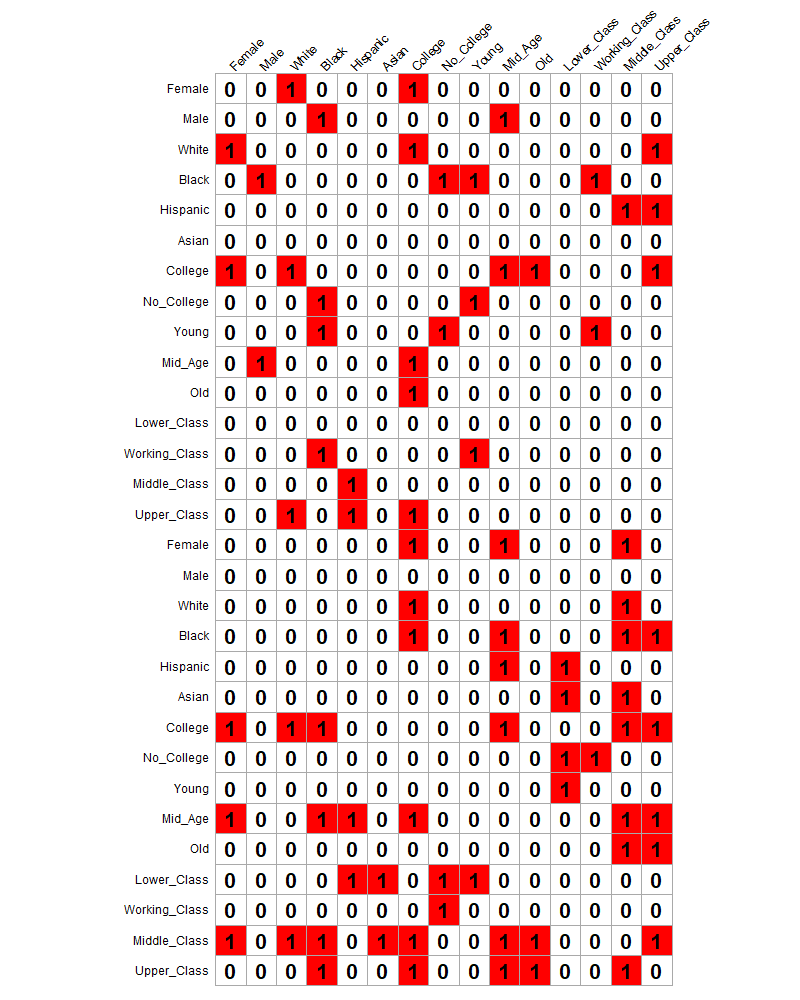 Female Male White Black Hispanic Asian College No_College Young Mid_Age Old Lower_Class Working_Class Middle_Class Upper_Class
Female 0 0 1 0 0 0 1 0 0 0 0 0 0 0 0
Male 0 0 0 1 0 0 0 0 0 1 0 0 0 0 0
White 1 0 0 0 0 0 1 0 0 0 0 0 0 0 1
Black 0 1 0 0 0 0 0 1 1 0 0 0 1 0 0
Hispanic 0 0 0 0 0 0 0 0 0 0 0 0 0 1 1
Asian 0 0 0 0 0 0 0 0 0 0 0 0 0 0 0
College 1 0 1 0 0 0 0 0 0 1 1 0 0 0 1
No_College 0 0 0 1 0 0 0 0 1 0 0 0 0 0 0
Young 0 0 0 1 0 0 0 1 0 0 0 0 1 0 0
Mid_Age 0 1 0 0 0 0 1 0 0 0 0 0 0 0 0
Old 0 0 0 0 0 0 1 0 0 0 0 0 0 0 0
Lower_Class 0 0 0 0 0 0 0 0 0 0 0 0 0 0 0
Working_Class 0 0 0 1 0 0 0 0 1 0 0 0 0 0 0
Middle_Class 0 0 0 0 1 0 0 0 0 0 0 0 0 0 0
Upper_Class 0 0 1 0 1 0 1 0 0 0 0 0 0 0 0
Female 0 0 0 0 0 0 1 0 0 1 0 0 0 1 0
Male 0 0 0 0 0 0 0 0 0 0 0 0 0 0 0
White 0 0 0 0 0 0 1 0 0 0 0 0 0 1 0
Black 0 0 0 0 0 0 1 0 0 1 0 0 0 1 1
Hispanic 0 0 0 0 0 0 0 0 0 1 0 1 0 0 0
Asian 0 0 0 0 0 0 0 0 0 0 0 1 0 1 0
College 1 0 1 1 0 0 0 0 0 1 0 0 0 1 1
No_College 0 0 0 0 0 0 0 0 0 0 0 1 1 0 0
Young 0 0 0 0 0 0 0 0 0 0 0 1 0 0 0
Mid_Age 1 0 0 1 1 0 1 0 0 0 0 0 0 1 1
Old 0 0 0 0 0 0 0 0 0 0 0 0 0 1 1
Lower_Class 0 0 0 0 1 1 0 1 1 0 0 0 0 0 0
Working_Class 0 0 0 0 0 0 0 1 0 0 0 0 0 0 0
Middle_Class 1 0 1 1 0 1 1 0 0 1 1 0 0 0 1
Upper_Class 0 0 0 1 0 0 1 0 0 1 1 0 0 1 0